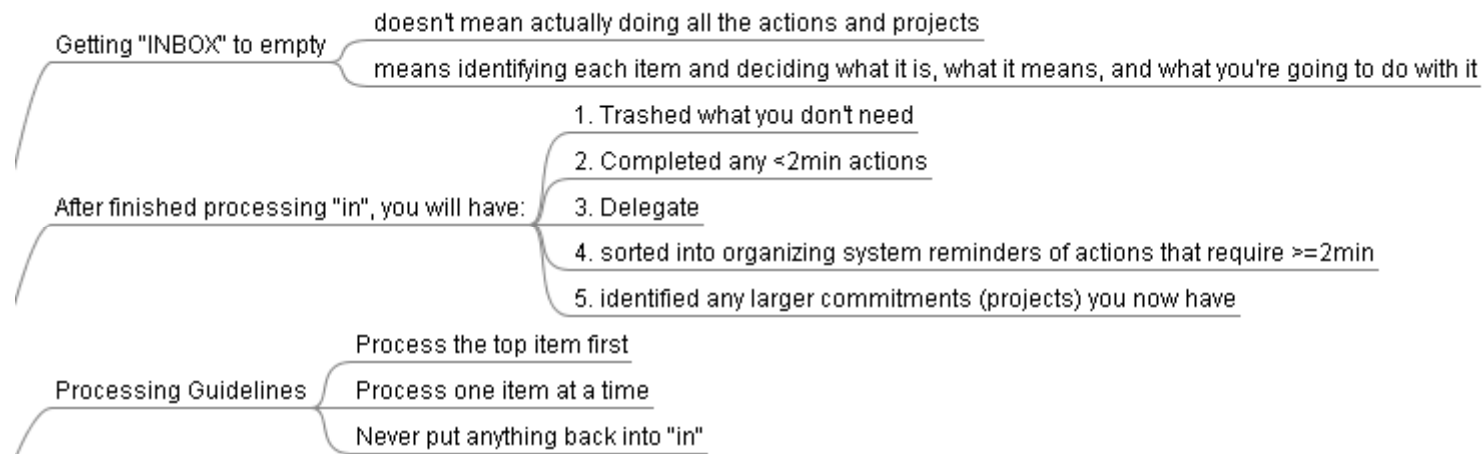 Getting "INBOX" to empty
doesn't mean actually doing all the actions and projects
means identifying each item and deciding what it is, what it means, and what you're going to do with it
After finished processing "in", you will have:
1. Trashed what you don't need
2. Completed any <2min actions
3. Delegate
4. sorted into organizing system reminders of actions that require >=2min
5. identified any larger commitments (projects) you now have
Processing Guidelines
Process the top item first
Process one item at a time
Never put anything back into "in"